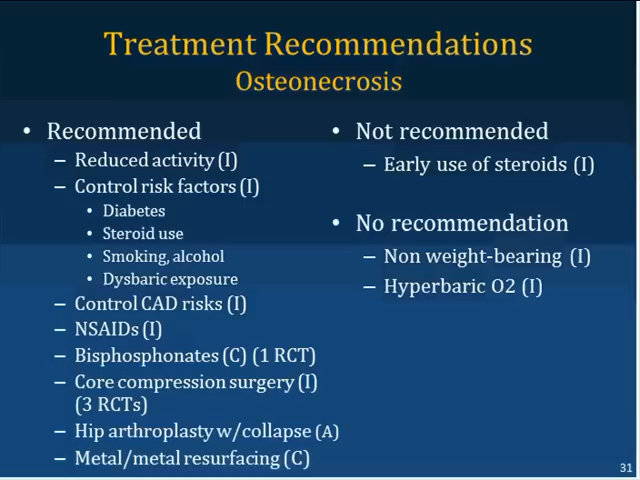 Treatment Recommendations
Osteonecrosis
• Recommended
– Reduced activity (I)
– Control risk factors (I)
• Diabetes
• Steroid use
• Smoking, alcohol
• Dysbaric exposure
– Control CAD risks (I)
– NSAIDs (I)
– Bisphosphonates (C) (1 RCT)
– Core compression surgery (I)
(3 RCTs)
– Hip arthroplasty w/collapse (A)
– Metal/metal resurfacing (C)
• Not recommended
– Early use of steroids (I)
• No recommendation
– Non weight-bearing (I)
– Hyperbaric O2 (I)
31